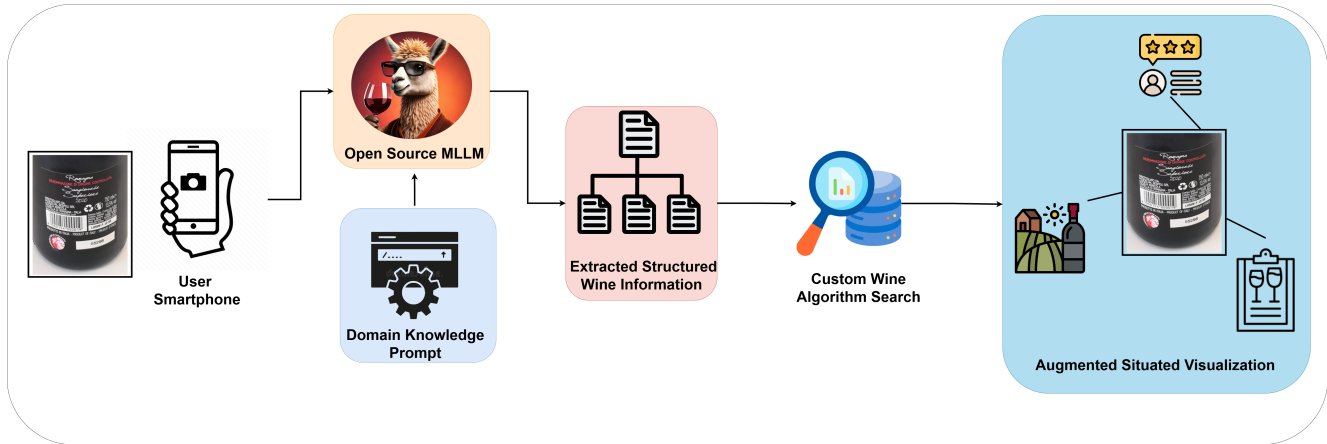 User
Smartphone
Open Source MLLM
/....
Domain Knowledge
Prompt
Extracted Structured
Wine Information
Custom Wine
Algorithm Search
Augmented Situated Visualization